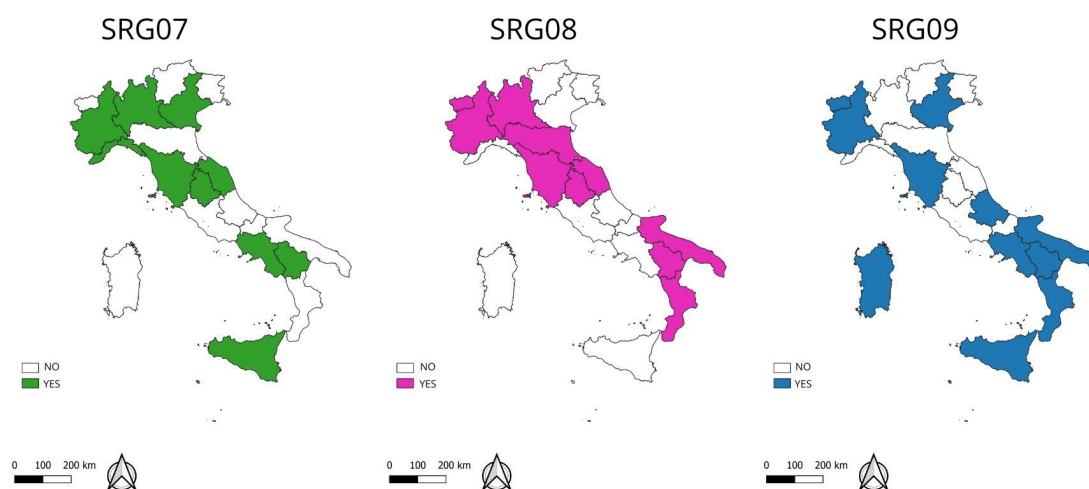 SRG07
SRG08
SRG09
NO
YES
NO
YES
NO
YES
0 100 200 km
0 100 200 km
0 100 200 km